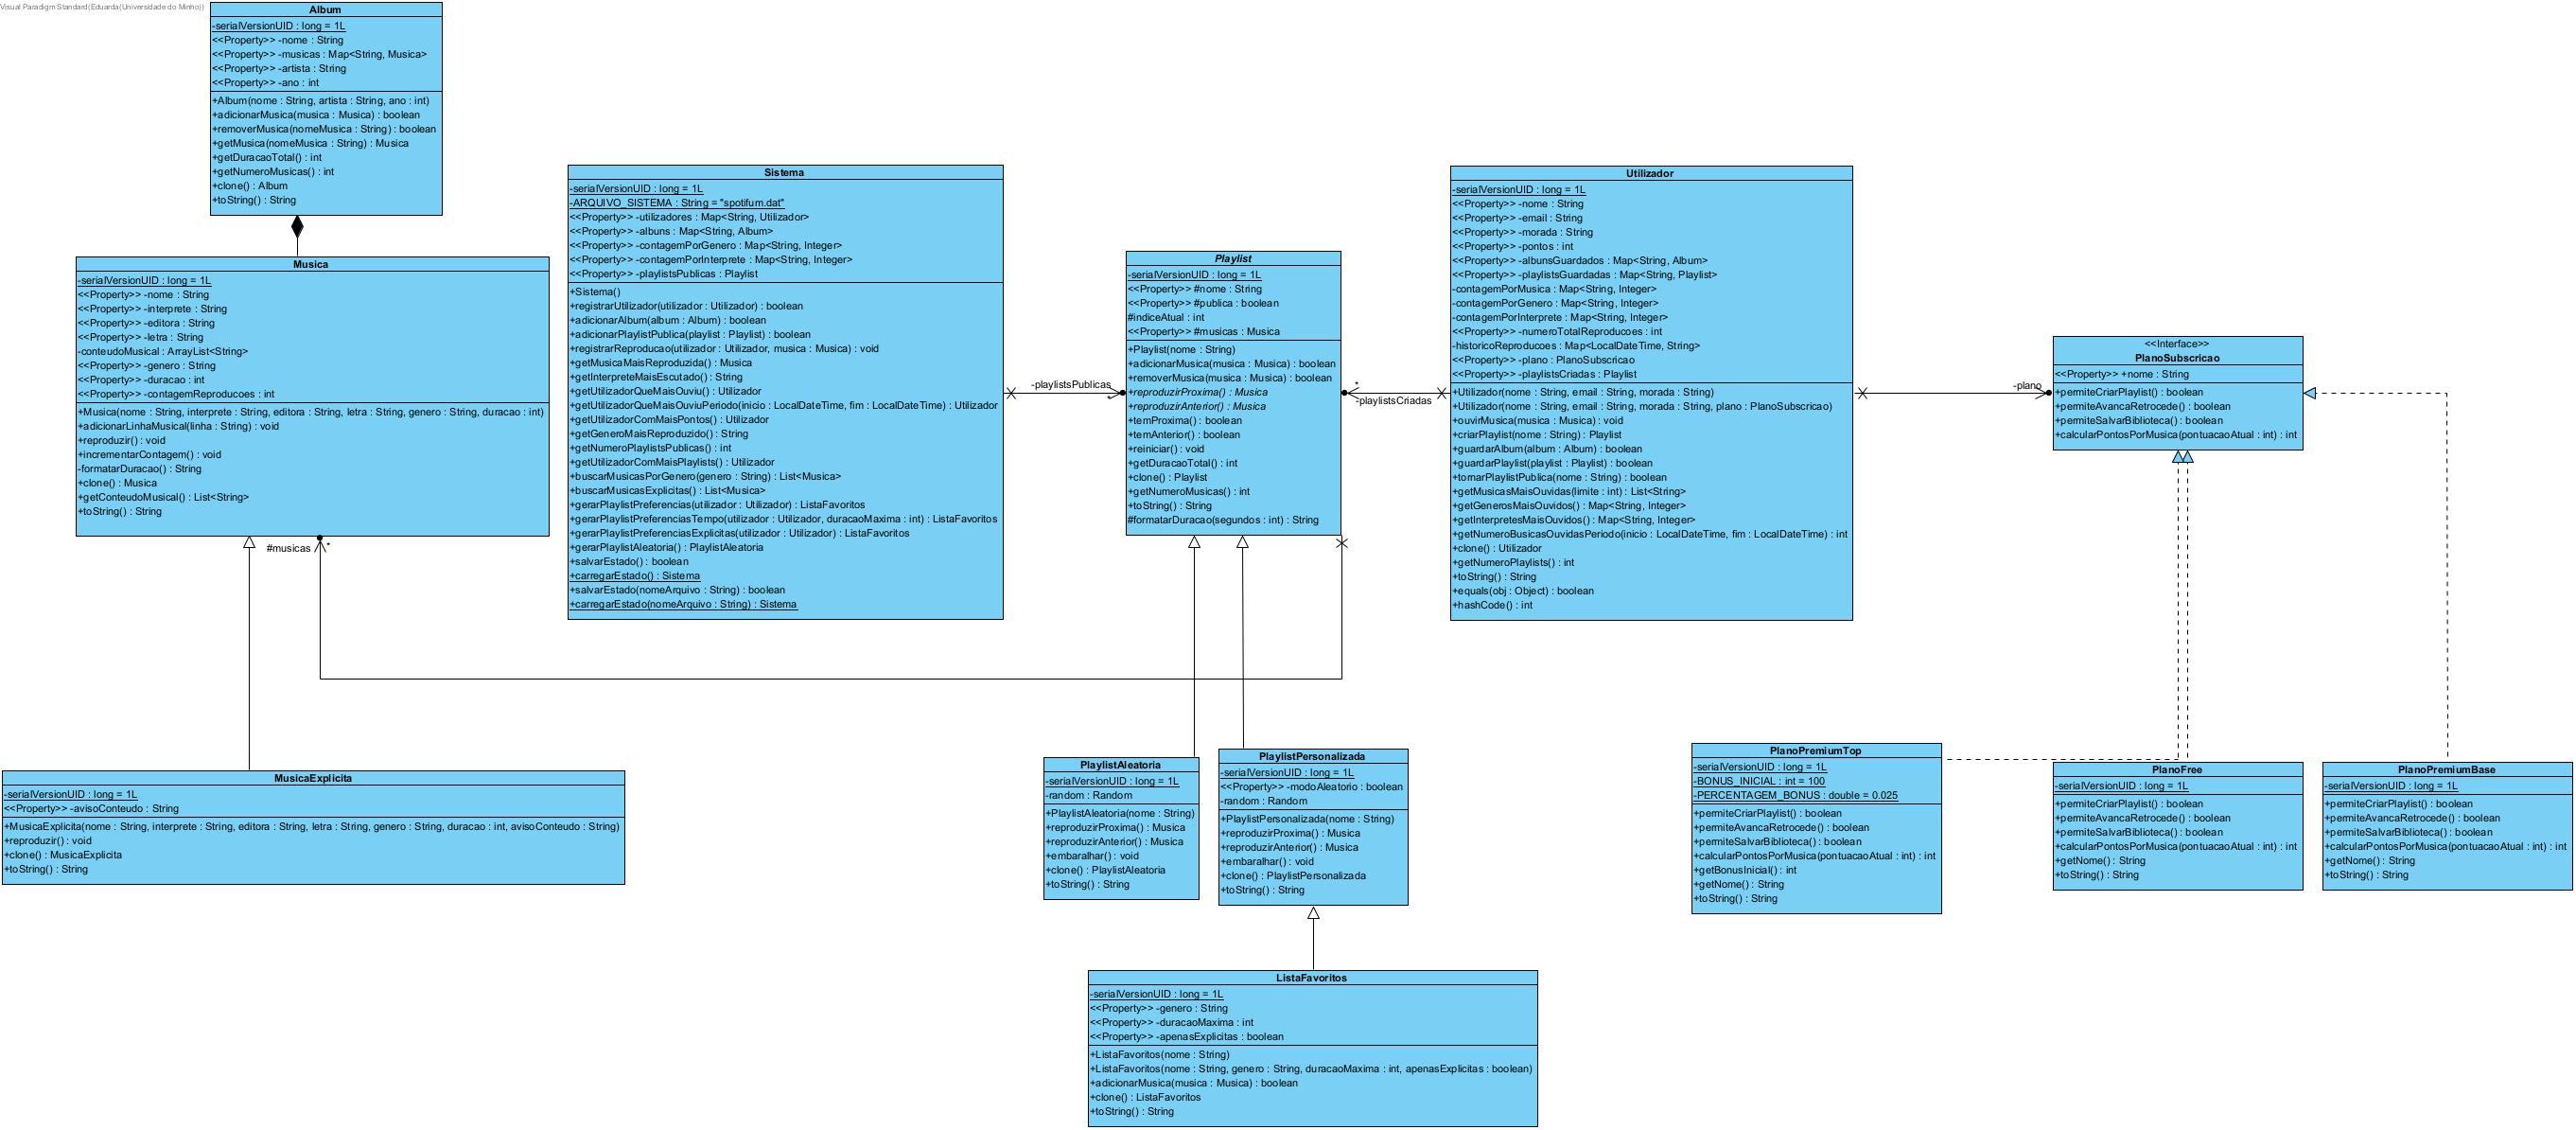 Visual Paradigm Standard(Eduarda(Universidade do Minho))
Album
-serialVersionUID : long = 1L
<<Property>> -nome : String
<<Property>> -musicas : Map<String, Musica>
<<Property>> -artista : String
<<Property>> -ano : int
+Album(nome : String, artista : String, ano : int)
+adicionarMusica(musica : Musica) : boolean
+removerMusica(nomeMusica : String) : boolean
+getMusica(nomeMusica : String) : Musica
+getDuracaoTotal() : int
+getNumeroMusicas() : int
+clone() : Album
+toString() : String
Musica
-serialVersionUID : long = 1L
<<Property>> -nome : String
<<Property>> -interprete : String
<<Property>> -editora : String
<<Property>> -letra : String
-conteudoMusical : ArrayList<String>
<<Property>> -genero : String
<<Property>> -duracao : int
<<Property>> -contagemReproducoes : int
+Musica(nome : String, interprete : String, editora : String, letra : String, genero : String, duracao : int)
+adicionarLinhaMusical(linha : String) : void
+reproduzir() : void
+incrementarContagem() : void
-formatarDuracao() : String
+clone() : Musica
+getConteudoMusical() : List<String>
+toString() : String
#musicas
*
Sistema
-serialVersionUID : long = 1L
-ARQUIVO_SISTEMA : String = "spotifum.dat"
<<Property>> -utilizadores : Map<String, Utilizador>
<<Property>> -albuns : Map<String, Album>
<<Property>> -contagemPorGenero : Map<String, Integer>
<<Property>> -contagemPorInterprete : Map<String, Integer>
<<Property>> -playlistsPublicas : Playlist
+Sistema()
+registrarUtilizador(utilizador : Utilizador) : boolean
+adicionarAlbum(album : Album) : boolean
+adicionarPlaylistPublica(playlist : Playlist) : boolean
+registrarReproducao(utilizador : Utilizador, musica : Musica) : void
+getMusicaMaisReproduzida() : Musica
+getInterpreteMaisEscutado() : String
+getUtilizadorQueMaisOuviu() : Utilizador
+getUtilizadorQueMaisOuviuPeriodo(inicio : LocalDateTime, fim : LocalDateTime) : Utilizador
+getUtilizadorComMaisPontos() : Utilizador
+getGeneroMaisReproduzido() : String
+getNumeroPlaylistsPublicas() : int
+getUtilizadorComMaisPlaylists() : Utilizador
+buscarMusicasPorGenero(genero : String) : List<Musica>
+buscarMusicasExplicitas() : List<Musica>
+gerarPlaylistPreferencias(utilizador : Utilizador) : ListaFavoritos
+gerarPlaylistPreferenciasTempo(utilizador : Utilizador, duracaoMaxima : int) : ListaFavoritos
+gerarPlaylistPreferenciasExplicitas(utilizador : Utilizador) : ListaFavoritos
+gerarPlaylistAleatoria() : PlaylistAleatoria
+salvarEstado() : boolean
+carregarEstado() : Sistema
+salvarEstado(nomeArquivo : String) : boolean
+carregarEstado(nomeArquivo : String) : Sistema
-playlistsPublicas
*
Playlist
-serialVersionUID : long = 1L
<<Property>> #nome : String
<<Property>> #publica : boolean
#indiceAtual : int
<<Property>> #musicas : Musica
+Playlist(nome : String)
+adicionarMusica(musica : Musica) : boolean
+removerMusica(musica : Musica) : boolean
+reproduzirProxima() : Musica
+reproduzirAnterior() : Musica
+temProxima() : boolean
+temAnterior() : boolean
+reiniciar() : void
+getDuracaoTotal() : int
+clone() : Playlist
+getNumeroMusicas() : int
+toString() : String
#formatarDuracao(segundos : int) : String
*
-playlistsCriadas
Utilizador
-serialVersionUID : long = 1L
<<Property>> -nome : String
<<Property>> -email : String
<<Property>> -morada : String
<<Property>> -pontos : int
<<Property>> -albunsGuardados : Map<String, Album>
<<Property>> -playlistsGuardadas : Map<String, Playlist>
-contagemPorMusica : Map<String, Integer>
-contagemPorGenero : Map<String, Integer>
-contagemPorInterprete : Map<String, Integer>
<<Property>> -numeroTotalReproducoes : int
-historicoReproducoes : Map<LocalDateTime, String>
<<Property>> -plano : PlanoSubscricao
<<Property>> -playlistsCriadas : Playlist
+Utilizador(nome : String, email : String, morada : String)
+Utilizador(nome : String, email : String, morada : String, plano : PlanoSubscricao)
+ouvirMusica(musica : Musica) : void
+criarPlaylist(nome : String) : Playlist
+guardarAlbum(album : Album) : boolean
+guardarPlaylist(playlist : Playlist) : boolean
+tornarPlaylistPublica(nome : String) : boolean
+getMusicasMaisOuvidas(limite : int) : List<String>
+getGenerosMaisOuvidos() : Map<String, Integer>
+getInterpretesMaisOuvidos() : Map<String, Integer>
+getNumeroBusicasOuvidasPeriodo(inicio : LocalDateTime, fim : LocalDateTime) : int
+clone() : Utilizador
+getNumeroPlaylists() : int
+toString() : String
+equals(obj : Object) : boolean
+hashCode() : int
-plano
<<Interface>>
PlanoSubscricao
<<Property>> +nome : String
+permiteCriarPlaylist() : boolean
+permiteAvancaRetrocede() : boolean
+permiteSalvarBiblioteca() : boolean
+calcularPontosPorMusica(pontuacaoAtual : int) : int
MusicaExplicita
-serialVersionUID : long = 1L
<<Property>> -avisoConteudo : String
+MusicaExplicita(nome : String, interprete : String, editora : String, letra : String, genero : String, duracao : int, avisoConteudo : String)
+reproduzir() : void
+clone() : MusicaExplicita
+toString() : String
PlaylistAleatoria
-serialVersionUID : long = 1L
-random : Random
+PlaylistAleatoria(nome : String)
+reproduzirProxima() : Musica
+reproduzirAnterior() : Musica
+embaralhar() : void
+clone() : PlaylistAleatoria
+toString() : String
PlaylistPersonalizada
-serialVersionUID : long = 1L
<<Property>> -modoAleatorio : boolean
-random : Random
+PlaylistPersonalizada(nome : String)
+reproduzirProxima() : Musica
+reproduzirAnterior() : Musica
+embaralhar() : void
+clone() : PlaylistPersonalizada
+toString() : String
PlanoPremiumTop
-serialVersionUID : long = 1L
-BONUS_INICIAL : int = 100
-PERCENTAGEM_BONUS : double = 0.025
+permiteCriarPlaylist() : boolean
+permiteAvancaRetrocede() : boolean
+permiteSalvarBiblioteca() : boolean
+calcularPontosPorMusica(pontuacaoAtual : int) : int
+getBonusInicial() : int
+getNome() : String
+toString() : String
PlanoFree
-serialVersionUID : long = 1L
+permiteCriarPlaylist() : boolean
+permiteAvancaRetrocede() : boolean
+permiteSalvarBiblioteca() : boolean
+calcularPontosPorMusica(pontuacaoAtual : int) : int
+getNome() : String
+toString() : String
PlanoPremiumBase
-serialVersionUID : long = 1L
+permiteCriarPlaylist() : boolean
+permiteAvancaRetrocede() : boolean
+permiteSalvarBiblioteca() : boolean
+calcularPontosPorMusica(pontuacaoAtual : int) : int
+getNome() : String
+toString() : String
ListaFavoritos
-serialVersionUID : long = 1L
<<Property>> -genero : String
<<Property>> -duracaoMaxima : int
<<Property>> -apenasExplicitas : boolean
+ListaFavoritos(nome : String)
+ListaFavoritos(nome : String, genero : String, duracaoMaxima : int, apenasExplicitas : boolean)
+adicionarMusica(musica : Musica) : boolean
+clone() : ListaFavoritos
+toString() : String